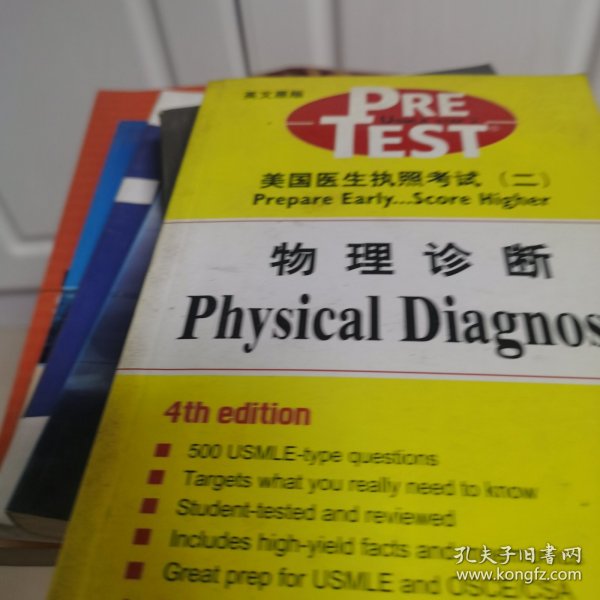 英文原版
PRE
TEST®
美国医生执照考试（二）
Prepare Early...Score Higher
物理诊断
Physical Diagnos
4th edition
■ 500 USMLE-type questions
■ Targets what you really need to know
■ Student-tested and reviewed
■ Includes high-yield facts and
■ Great prep for USMLE and OSCE/CSA
孔夫子旧书网
www.kongfz.com